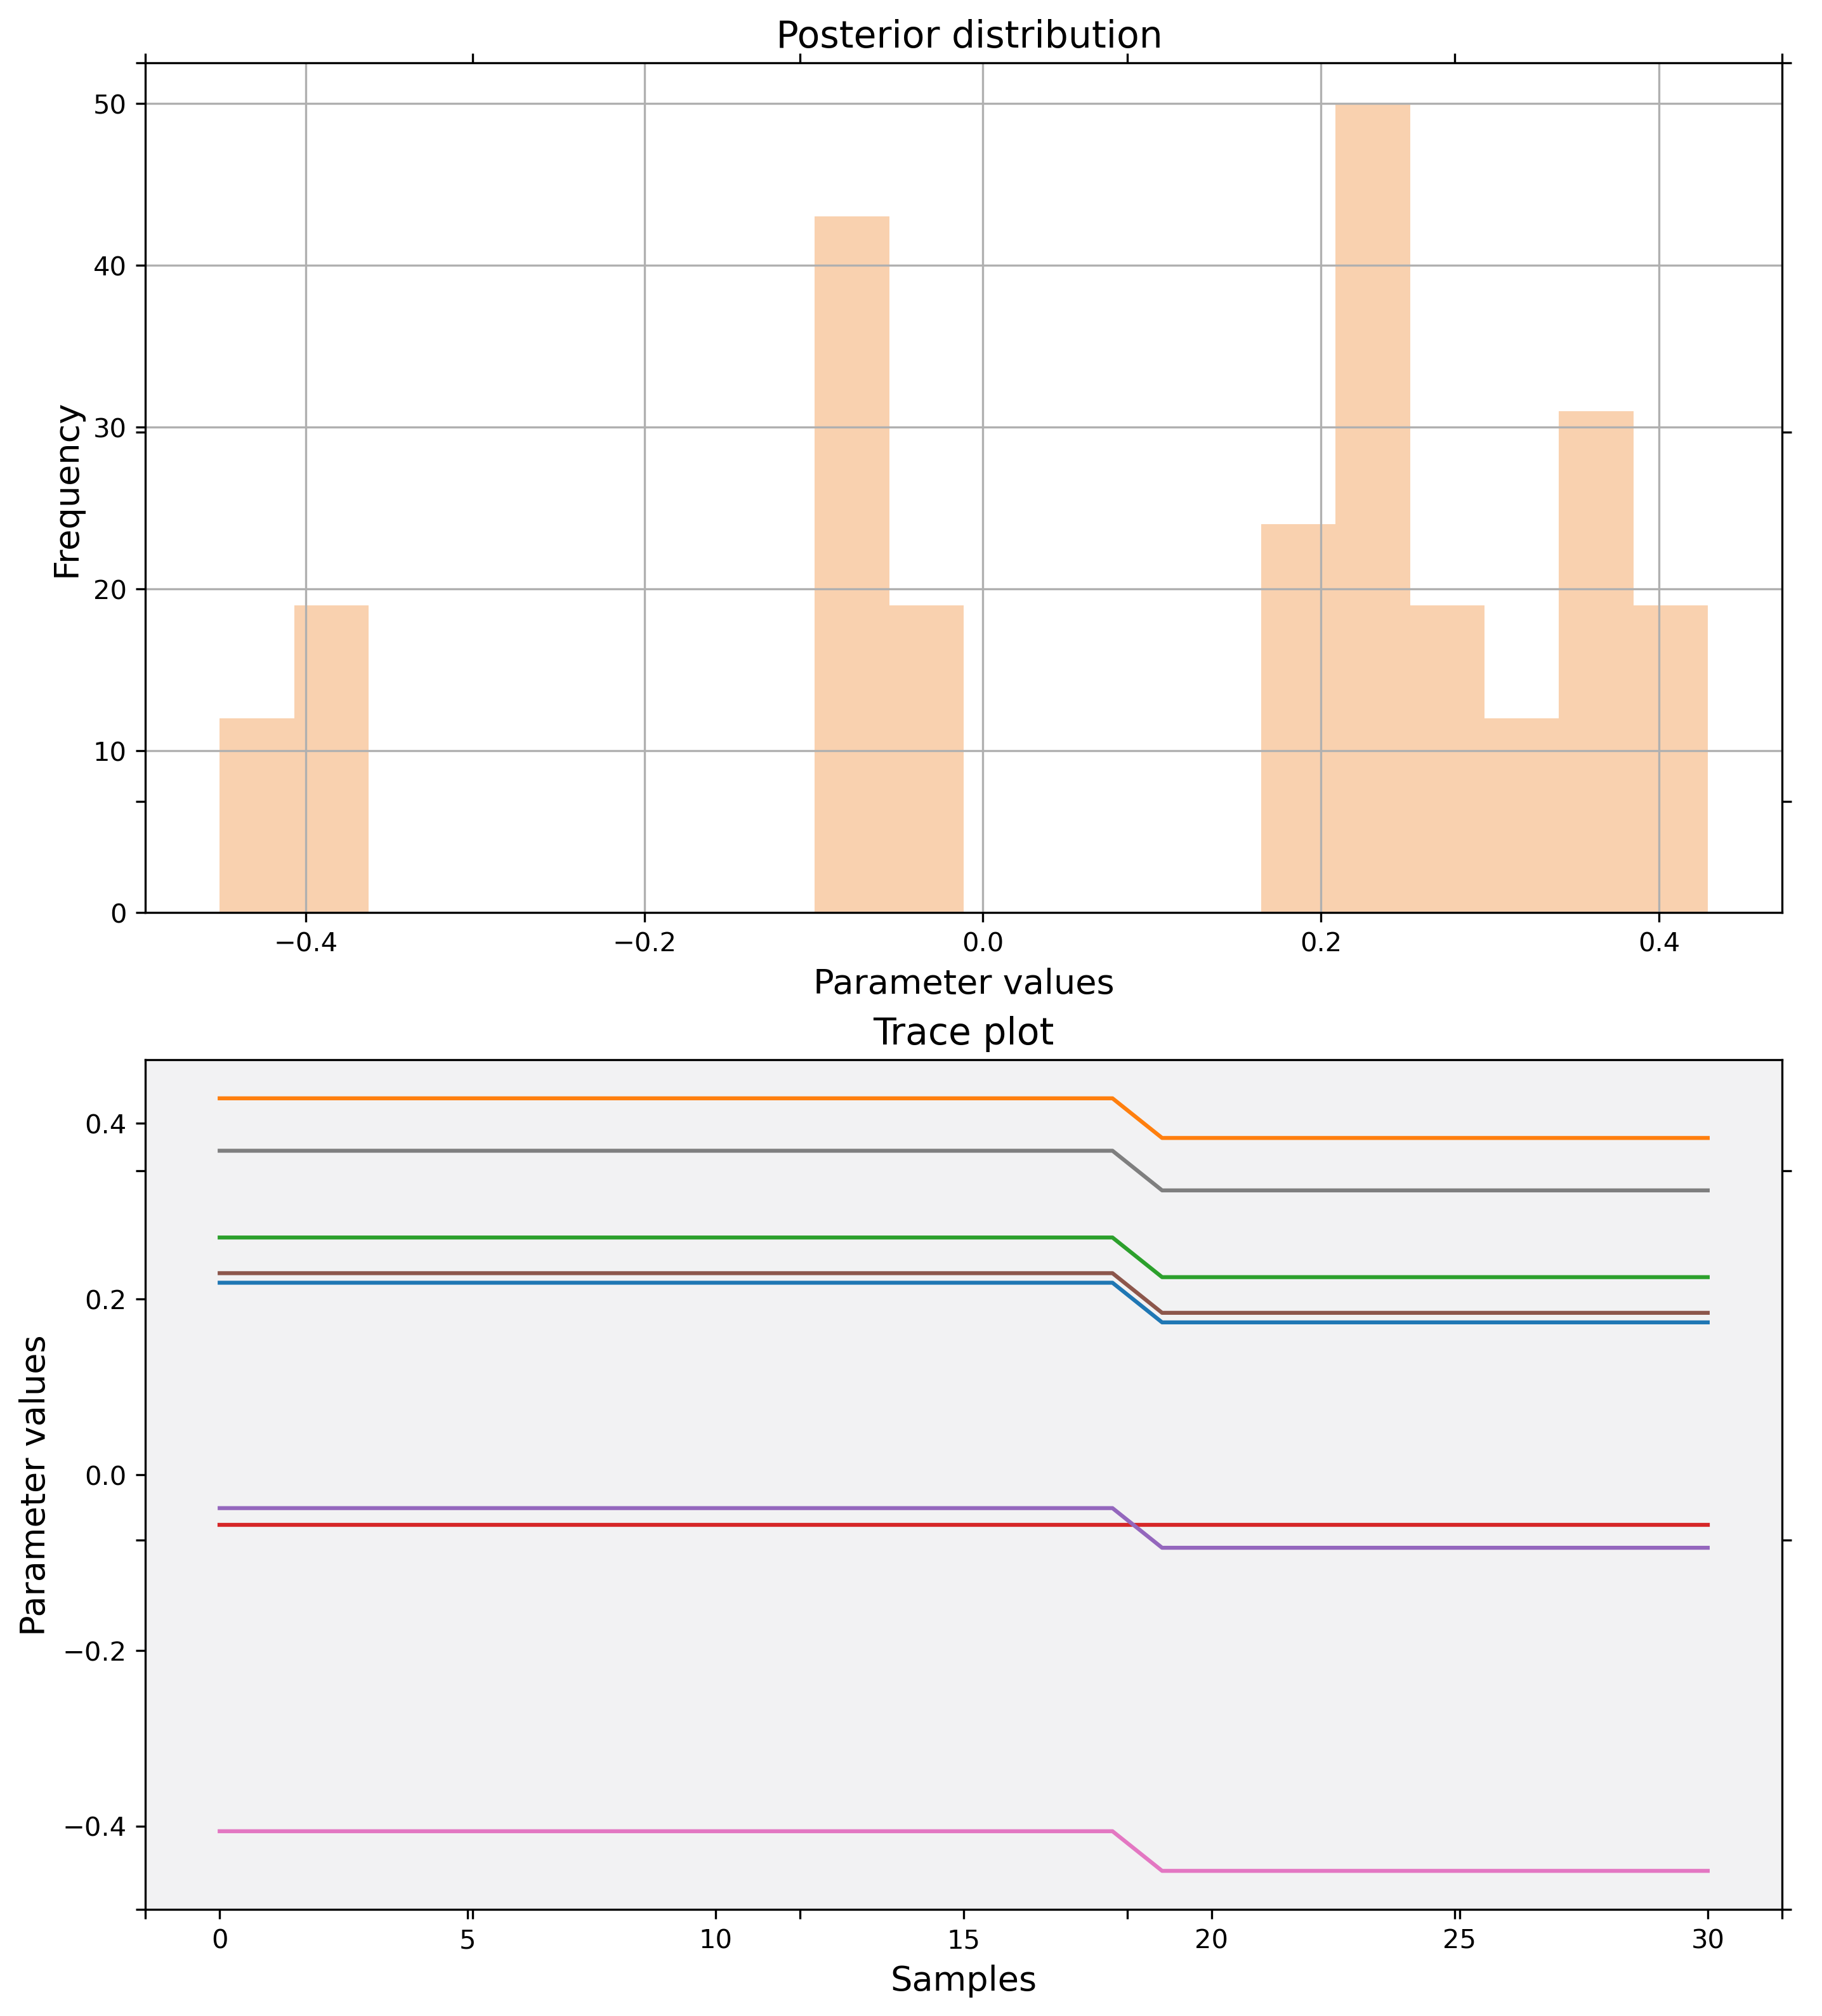 Posterior distribution
50
40
30
20
10
0
Frequency
−0.4 −0.2 0.0 0.2 0.4
Parameter values
Trace plot
0.4
0.2
0.0
−0.2
−0.4
Parameter values
0 5 10 15 20 25 30
Samples